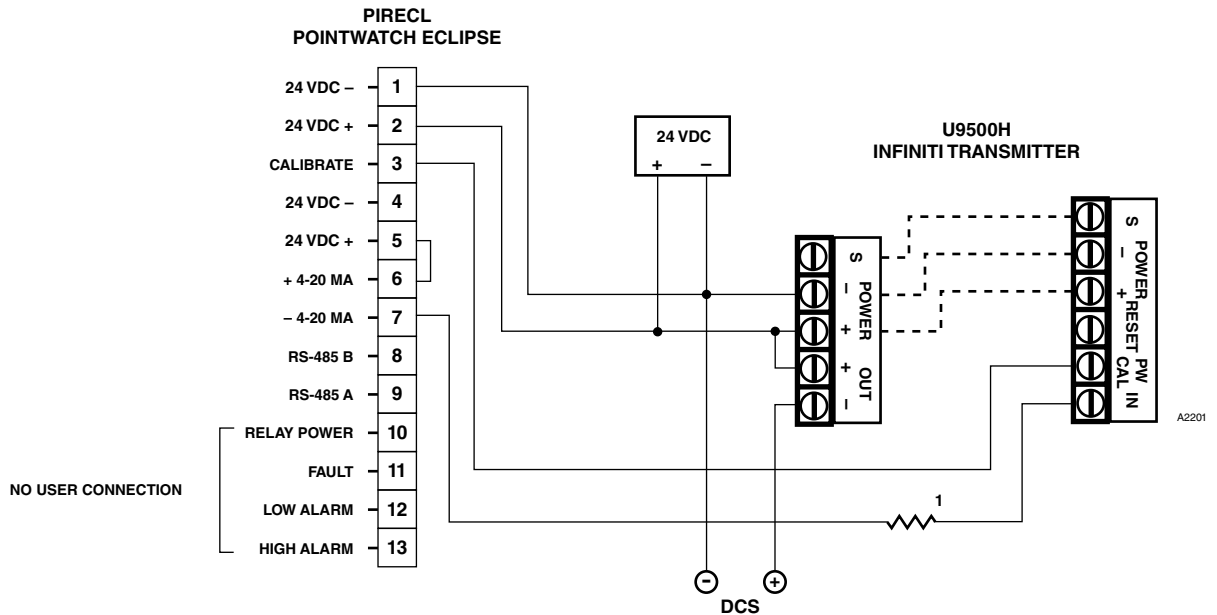 PIRECL
POINTWATCH ECLIPSE
24 VDC – 1
24 VDC + 2
CALIBRATE 3
24 VDC – 4
24 VDC + 5
+ 4-20 MA 6
– 4-20 MA 7
RS-485 B 8
RS-485 A 9
RELAY POWER 10
FAULT 11
LOW ALARM 12
HIGH ALARM 13
NO USER CONNECTION
24 VDC
+ –
S
– POWER +
+ OUT –
U9500H
INFINITI TRANSMITTER
S
– POWER +
RESET
PW
CAL IN
A2201
1
– +
DCS